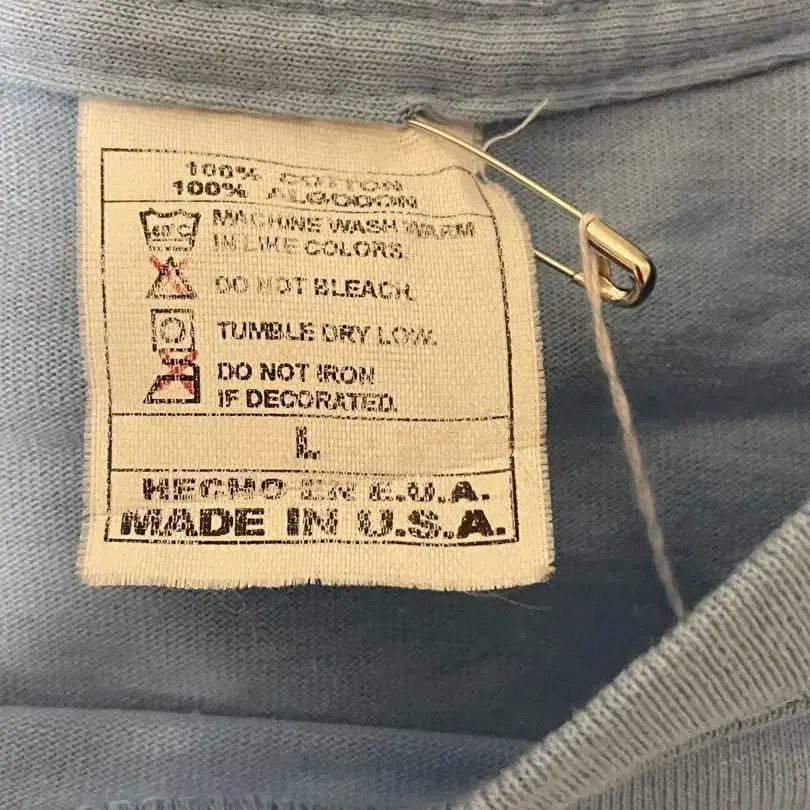 100% COTTON
100% ALGODON
60°C
MACHINE WASH WARM
IN LIKE COLORS.
DO NOT BLEACH.
TUMBLE DRY LOW.
DO NOT IRON
IF DECORATED.
L
HECHO EN E.U.A.
MADE IN U.S.A.